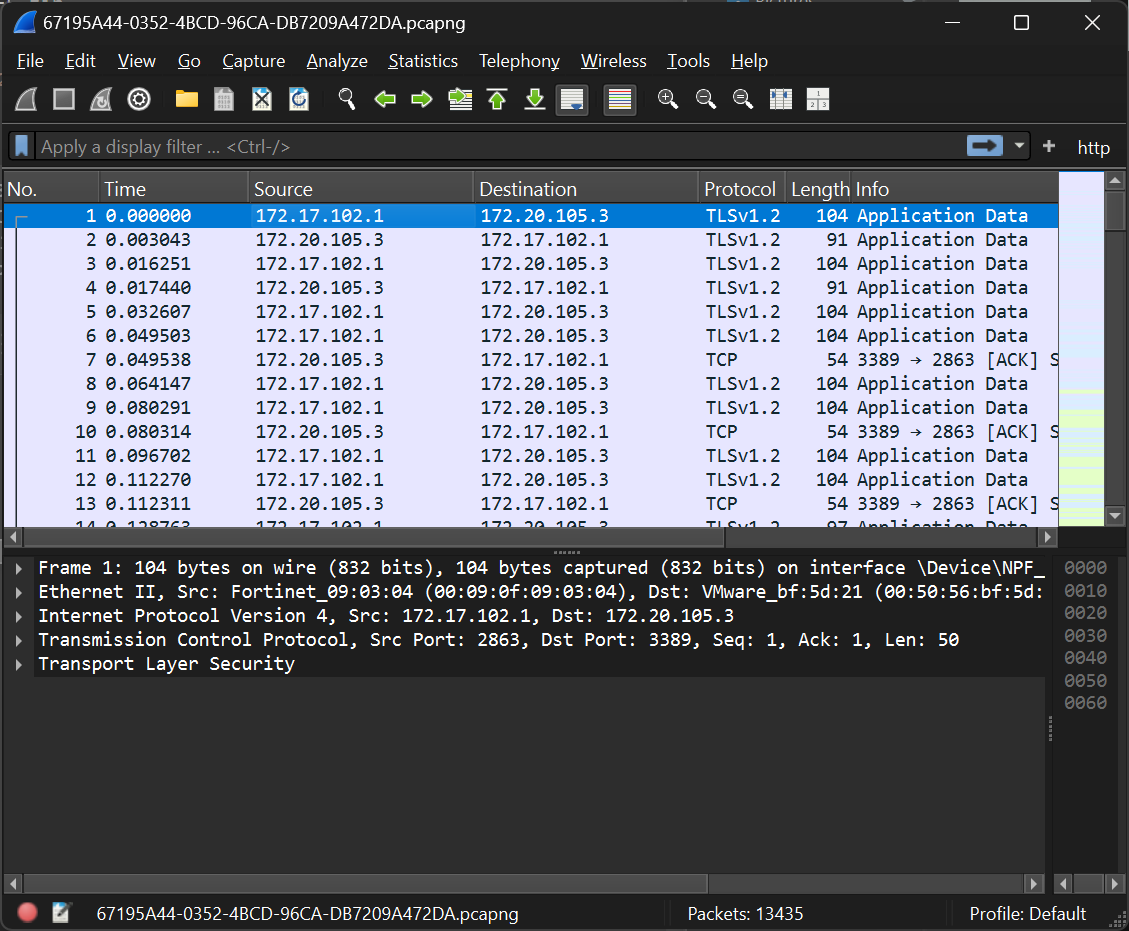 67195A44-0352-4BCD-96CA-DB7209A472DA.pcapng
File Edit View Go Capture Analyze Statistics Telephony Wireless Tools Help
Apply a display filter ... <Ctrl-/> + http
No. Time Source Destination Protocol Length Info
1 0.000000 172.17.102.1 172.20.105.3 TLSv1.2 104 Application Data
2 0.003043 172.20.105.3 172.17.102.1 TLSv1.2 91 Application Data
3 0.016251 172.17.102.1 172.20.105.3 TLSv1.2 104 Application Data
4 0.017440 172.20.105.3 172.17.102.1 TLSv1.2 91 Application Data
5 0.032607 172.17.102.1 172.20.105.3 TLSv1.2 104 Application Data
6 0.049503 172.17.102.1 172.20.105.3 TLSv1.2 104 Application Data
7 0.049538 172.20.105.3 172.17.102.1 TCP 54 3389 → 2863 [ACK] S
8 0.064147 172.17.102.1 172.20.105.3 TLSv1.2 104 Application Data
9 0.080291 172.17.102.1 172.20.105.3 TLSv1.2 104 Application Data
10 0.080314 172.20.105.3 172.17.102.1 TCP 54 3389 → 2863 [ACK] S
11 0.096702 172.17.102.1 172.20.105.3 TLSv1.2 104 Application Data
12 0.112270 172.17.102.1 172.20.105.3 TLSv1.2 104 Application Data
13 0.112311 172.20.105.3 172.17.102.1 TCP 54 3389 → 2863 [ACK] S
14 0.128763 172.17.102.1 172.20.105.3 TLSv1.2 97 Application Data
Frame 1: 104 bytes on wire (832 bits), 104 bytes captured (832 bits) on interface \Device\NPF_
Ethernet II, Src: Fortinet_09:03:04 (00:09:0f:09:03:04), Dst: VMware_bf:5d:21 (00:50:56:bf:5d:
Internet Protocol Version 4, Src: 172.17.102.1, Dst: 172.20.105.3
Transmission Control Protocol, Src Port: 2863, Dst Port: 3389, Seq: 1, Ack: 1, Len: 50
Transport Layer Security
0000
0010
0020
0030
0040
0050
0060
67195A44-0352-4BCD-96CA-DB7209A472DA.pcapng Packets: 13435 Profile: Default